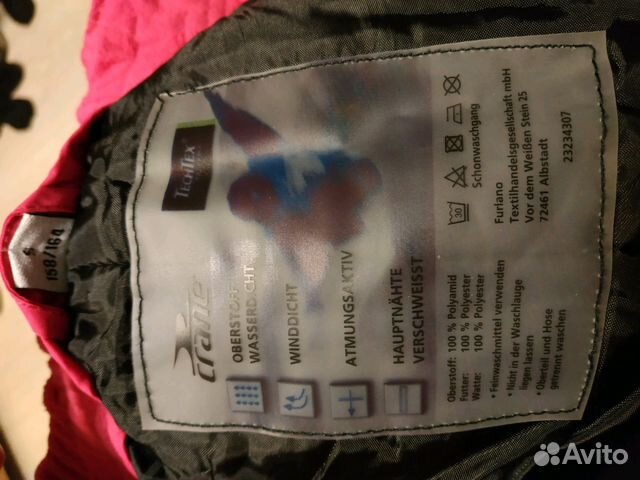 TECHTEX
crane
OBERSTOFF
WASSERDICHT
WINDDICHT
ATMUNGSAKTIV
HAUPTNÄHTE
VERSCHWEISST
Oberstoff: 100 % Polyamid
Futter: 100 % Polyester
Watte: 100 % Polyester
• Feinwaschmittel verwenden
• Nicht in der Waschlauge
liegen lassen
• Oberteil und Hose
getrennt waschen
30
Schonwaschgang
Furlano
Textilhandelsgesellschaft mbH
Vor dem Weißen Stein 25
72461 Albstadt
23234307
158/164
Avito